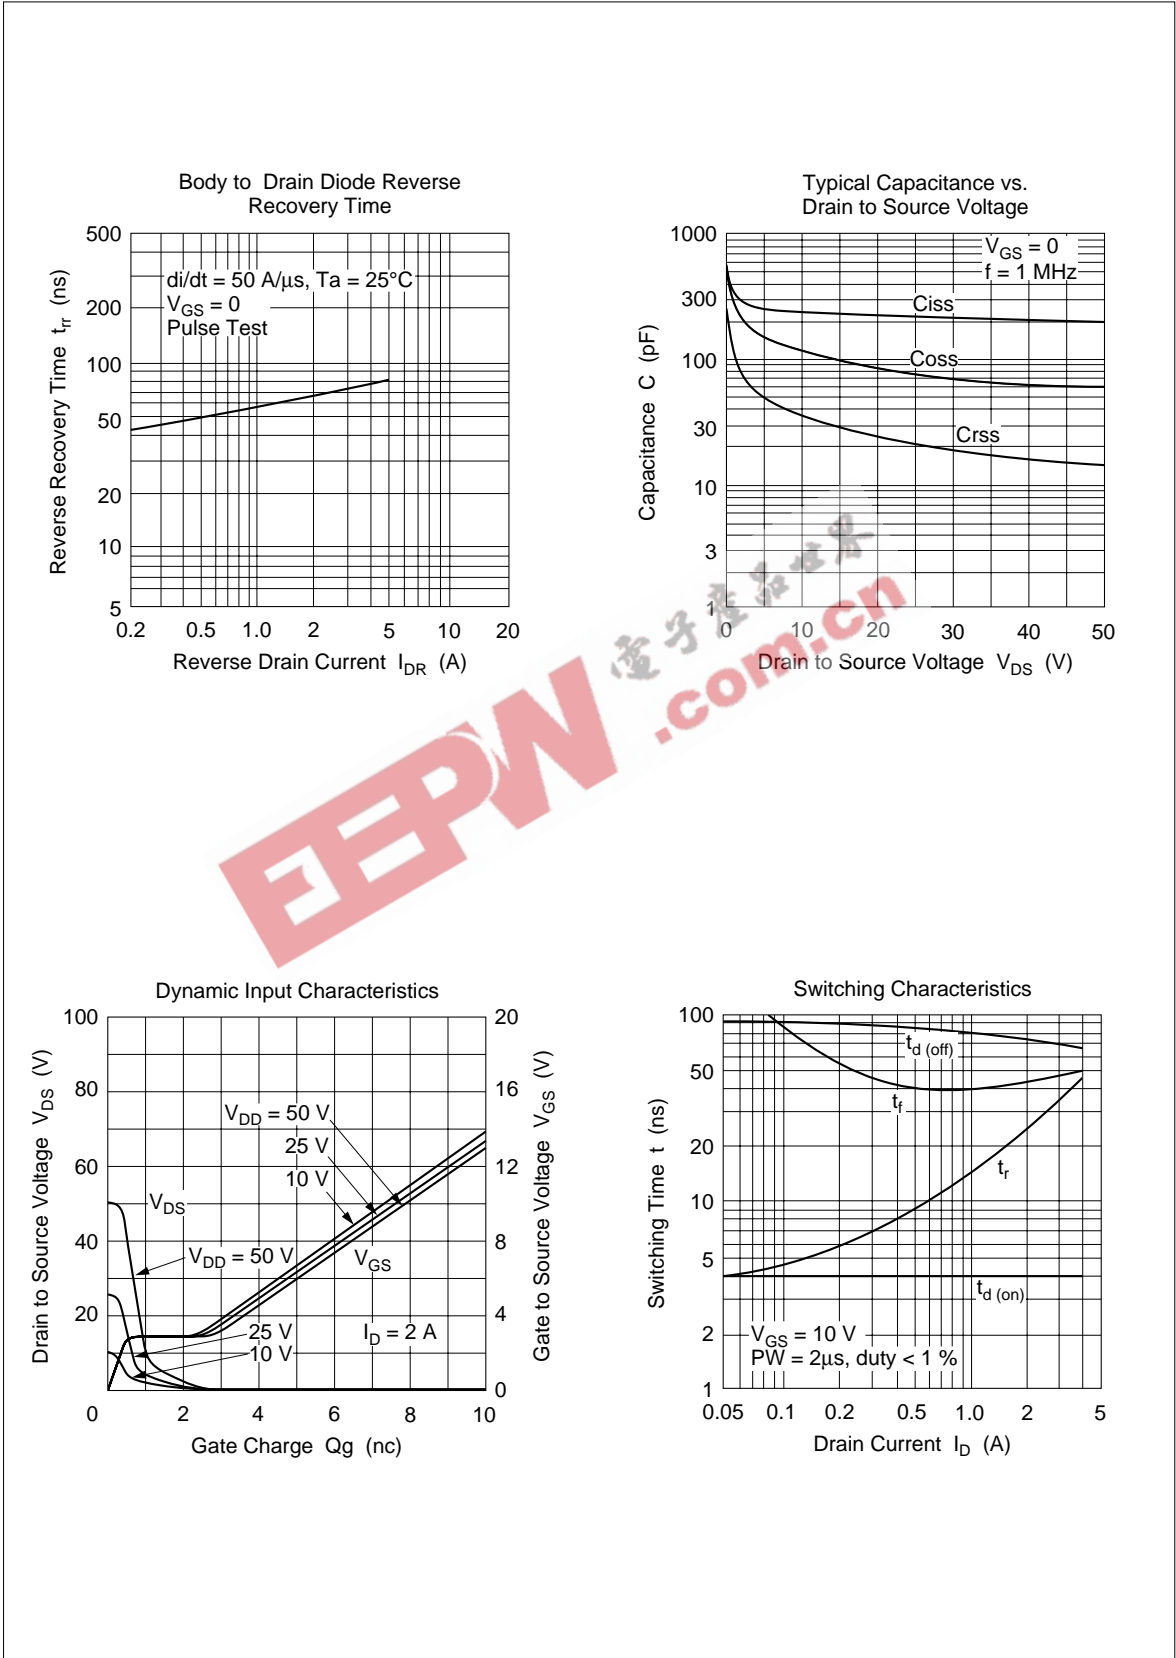 Body to Drain Diode Reverse
Recovery Time
500
200
100
50
20
10
5
Reverse Recovery Time trr (ns)
di/dt = 50 A/μs, Ta = 25°C
VGS = 0
Pulse Test
0.2 0.5 1.0 2 5 10 20
Reverse Drain Current IDR (A)
Typical Capacitance vs.
Drain to Source Voltage
1000
300
100
30
10
3
1
Capacitance C (pF)
VGS = 0
f = 1 MHz
Ciss
Coss
Crss
0 10 20 30 40 50
Drain to Source Voltage VDS (V)
EEPW
.com.cn
電子產品世界
Dynamic Input Characteristics
100
80
60
40
20
0
Drain to Source Voltage VDS (V)
20
16
12
8
4
0
Gate to Source Voltage VGS (V)
VDD = 50 V
25 V
10 V
VDS
VDD = 50 V
VGS
25 V
10 V
ID = 2 A
2 4 6 8 10
Gate Charge Qg (nc)
Switching Characteristics
100
50
20
10
5
2
1
Switching Time t (ns)
td (off)
tf
tr
td (on)
VGS = 10 V
PW = 2μs, duty < 1 %
0.05 0.1 0.2 0.5 1.0 2 5
Drain Current ID (A)